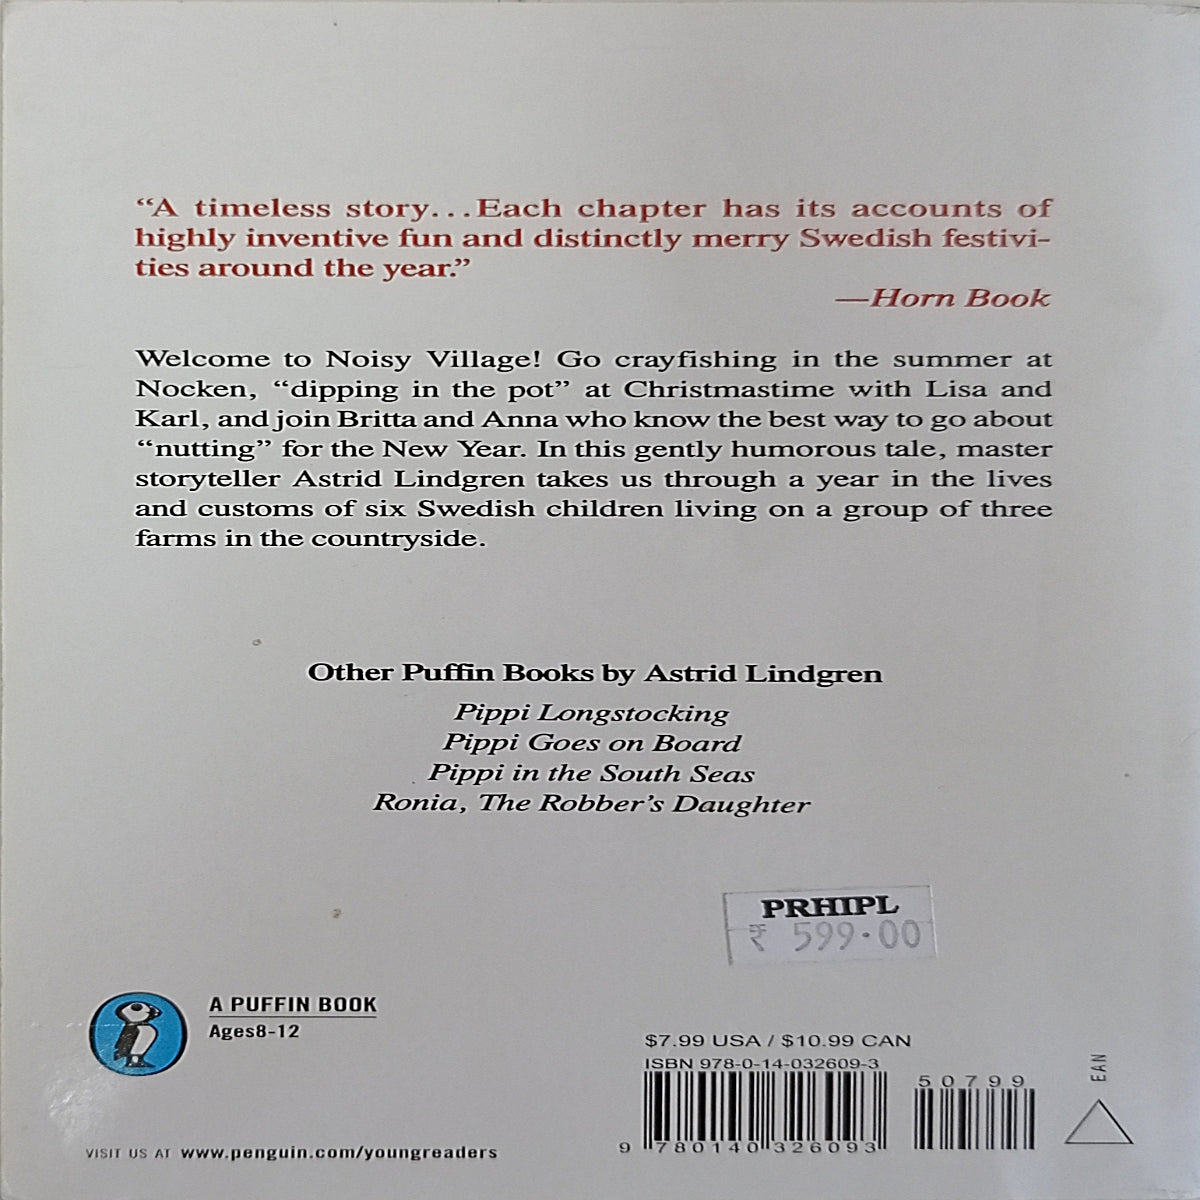 “A timeless story...Each chapter has its accounts of
highly inventive fun and distinctly merry Swedish festivi-
ties around the year.”
—Horn Book
Welcome to Noisy Village! Go crayfishing in the summer at
Nocken, “dipping in the pot” at Christmastime with Lisa and
Karl, and join Britta and Anna who know the best way to go about
“nutting” for the New Year. In this gently humorous tale, master
storyteller Astrid Lindgren takes us through a year in the lives
and customs of six Swedish children living on a group of three
farms in the countryside.
Other Puffin Books by Astrid Lindgren
Pippi Longstocking
Pippi Goes on Board
Pippi in the South Seas
Ronia, The Robber’s Daughter
PRHIPL
₹ 599.00
A PUFFIN BOOK
Ages8-12
VISIT US AT www.penguin.com/youngreaders
$7.99 USA / $10.99 CAN
ISBN 978-0-14-032609-3
50799
9 780140 326093
EAN